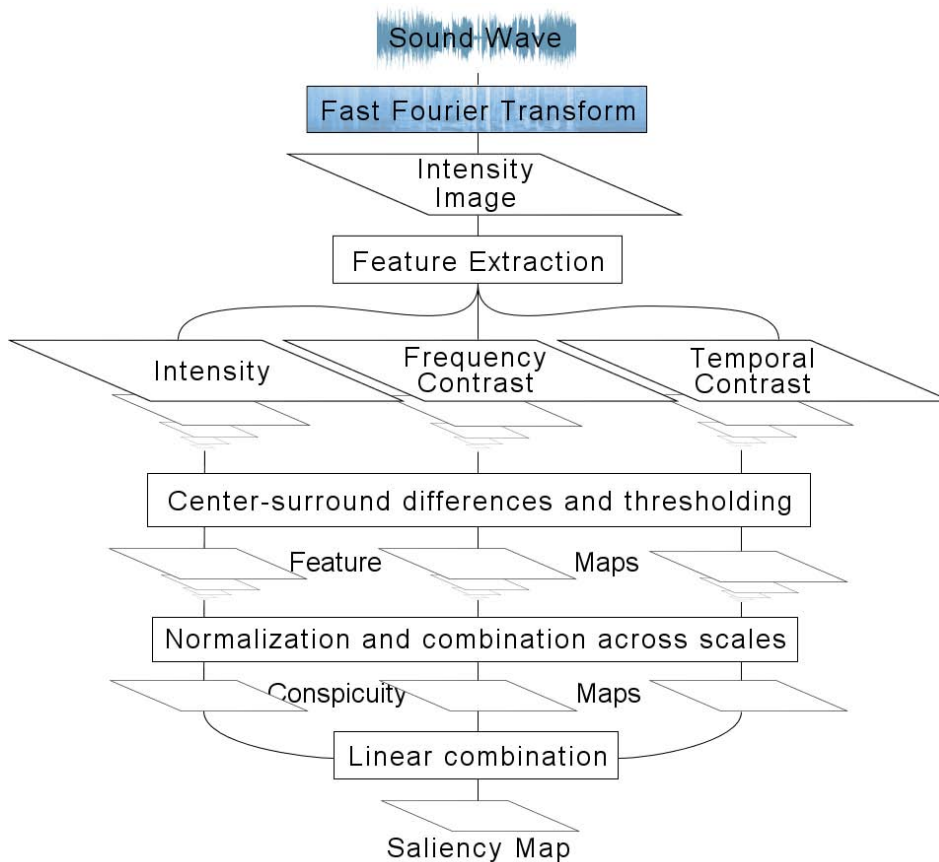 Sound Wave
Fast Fourier Transform
Intensity
Image
Feature Extraction
Intensity
Frequency
Contrast
Temporal
Contrast
Center-surround differences and thresholding
Feature Maps
Normalization and combination across scales
Conspicuity Maps
Linear combination
Saliency Map